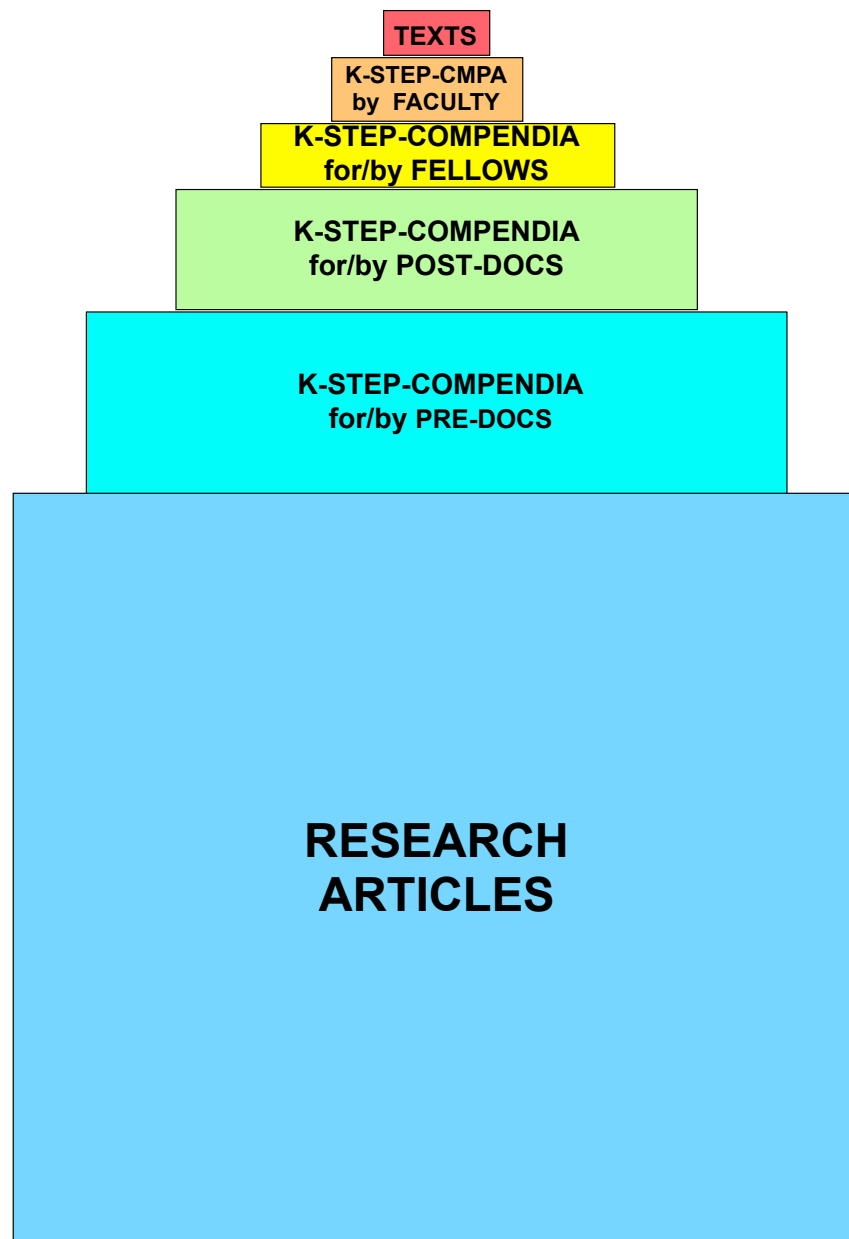 TEXTS
K-STEP-CMPA
by FACULTY
K-STEP-COMPENDIA
for/by FELLOWS
K-STEP-COMPENDIA
for/by POST-DOCS
K-STEP-COMPENDIA
for/by PRE-DOCS
RESEARCH
ARTICLES